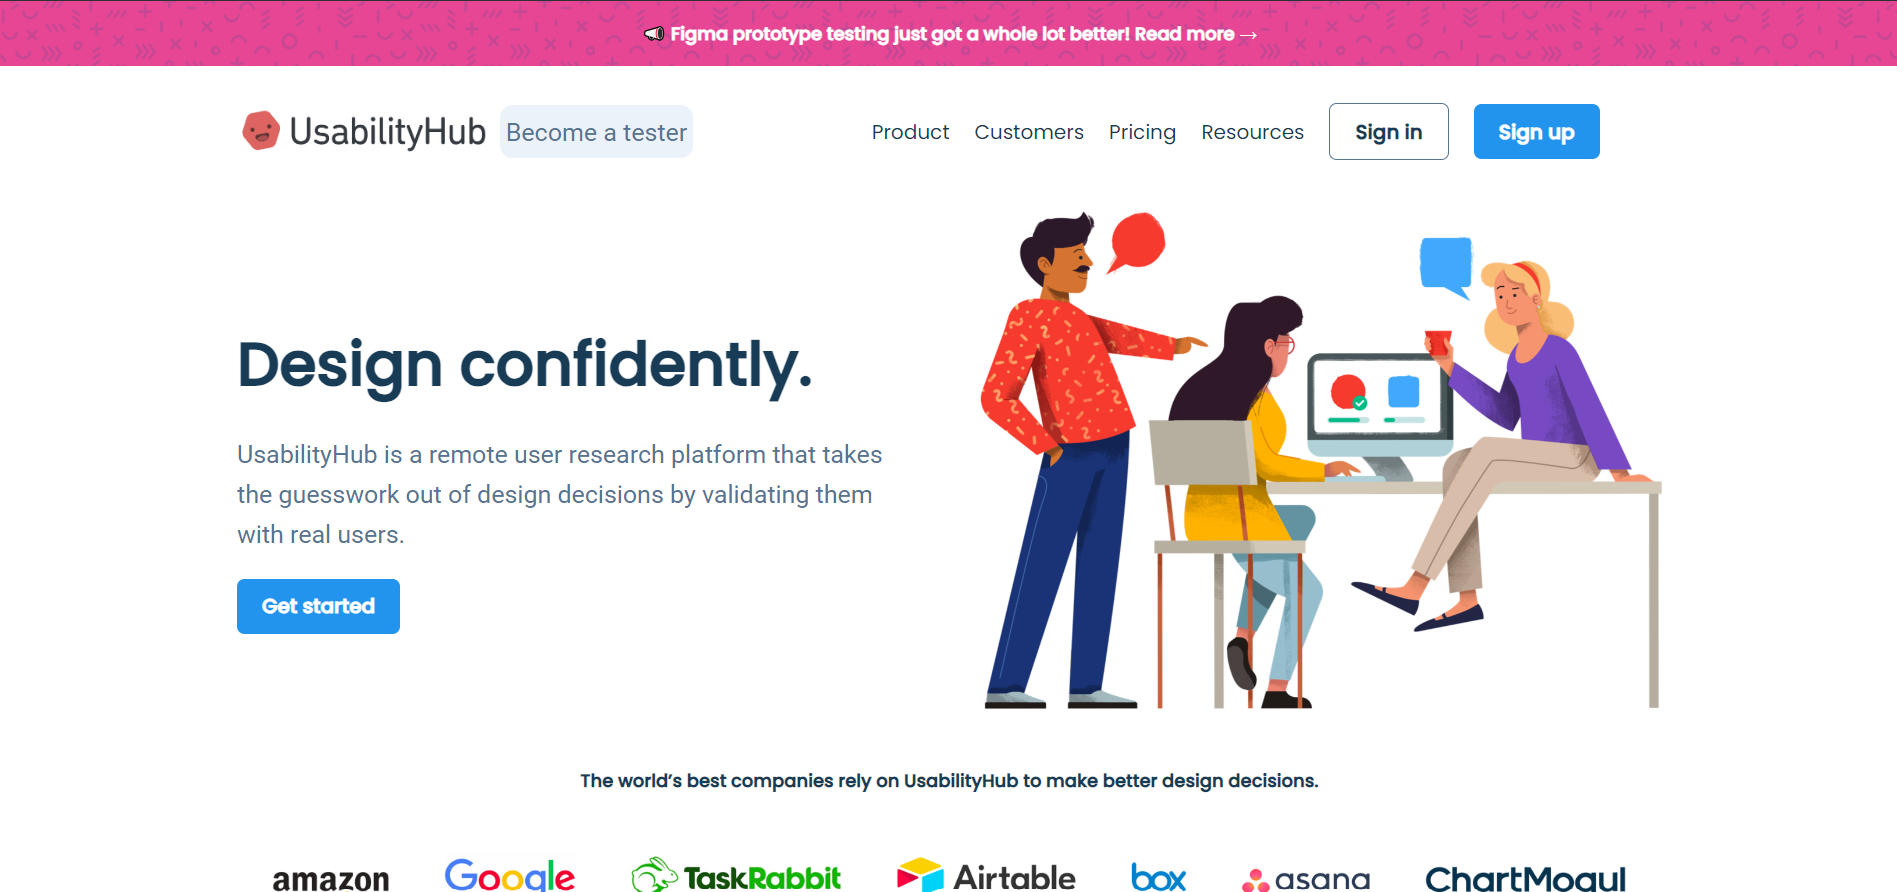 Figma prototype testing just got a whole lot better! Read more →
UsabilityHub
Become a tester
Product
Customers
Pricing
Resources
Sign in
Sign up
Design confidently.
UsabilityHub is a remote user research platform that takes
the guesswork out of design decisions by validating them
with real users.
Get started
The world’s best companies rely on UsabilityHub to make better design decisions.
amazon
Google
TaskRabbit
Airtable
box
asana
ChartMogul